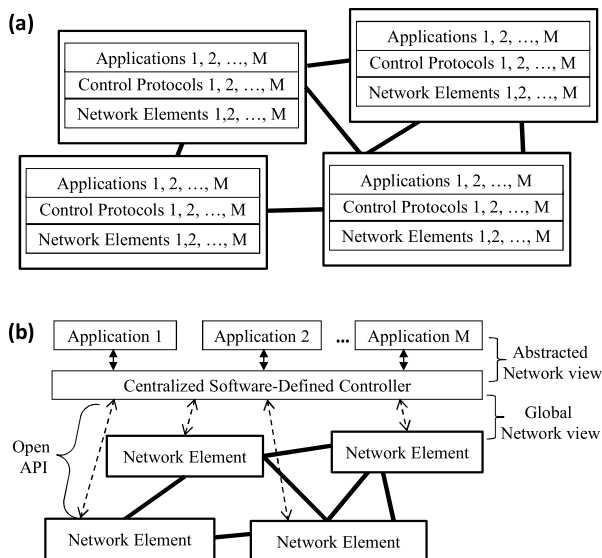 (a)
Applications 1, 2, …, M
Control Protocols 1, 2, …, M
Network Elements 1,2, …, M
Applications 1, 2, …, M
Control Protocols 1, 2, …, M
Network Elements 1,2, …, M
Applications 1, 2, …, M
Control Protocols 1, 2, …, M
Network Elements 1,2, …, M
Applications 1, 2, …, M
Control Protocols 1, 2, …, M
Network Elements 1,2, …, M
(b)
Application 1
Application 2
...
Application M
Abstracted
Network view
Centralized Software-Defined Controller
Global
Network view
Open
API
Network Element
Network Element
Network Element
Network Element